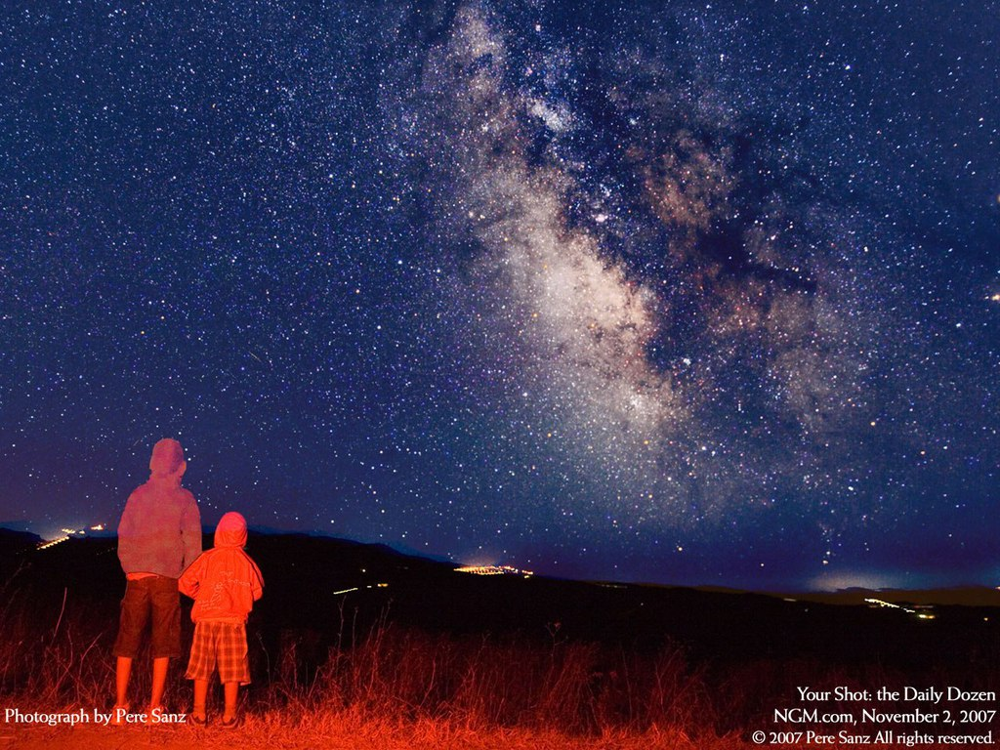 Photograph by Pere Sanz
Your Shot: the Daily Dozen
NGM.com, November 2, 2007
© 2007 Pere Sanz All rights reserved.